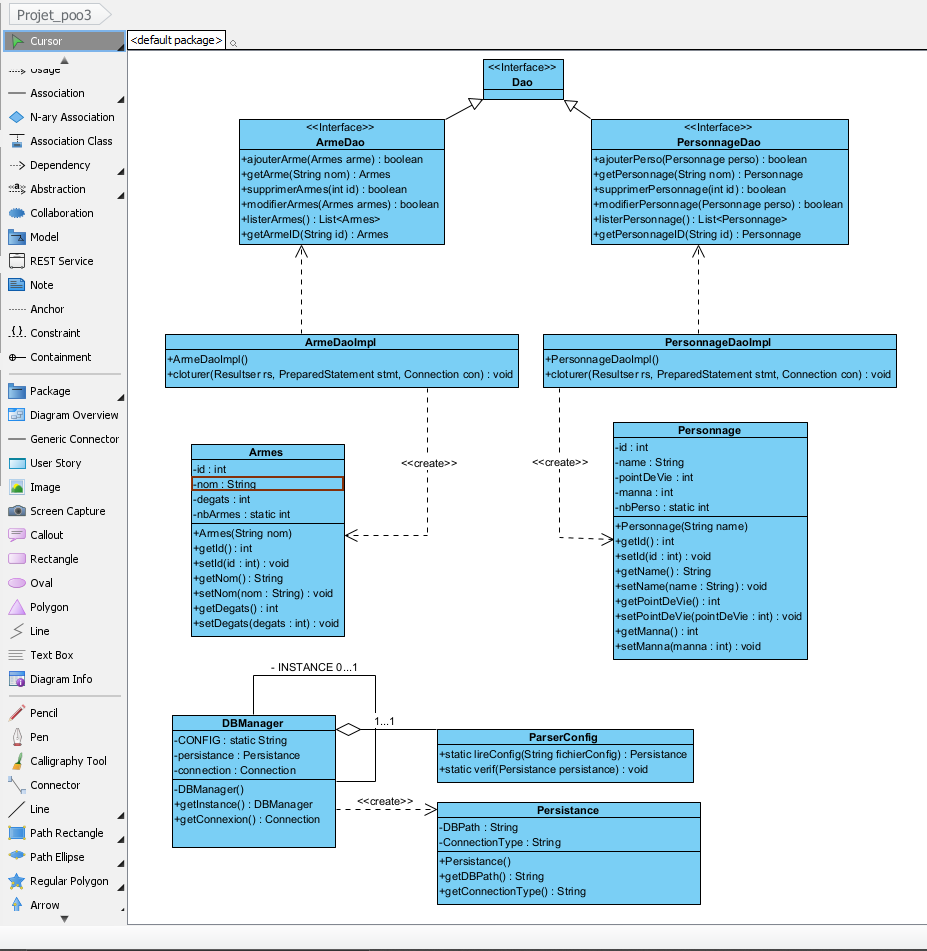 Projet_poo3
Cursor
Usage
Association
N-ary Association
Association Class
Dependency
Abstraction
Collaboration
Model
REST Service
Note
Anchor
Constraint
Containment
Package
Diagram Overview
Generic Connector
User Story
Image
Screen Capture
Callout
Rectangle
Oval
Polygon
Line
Text Box
Diagram Info
Pencil
Pen
Calligraphy Tool
Connector
Line
Path Rectangle
Path Ellipse
Regular Polygon
Arrow
<default package>
<<Interface>>
Dao
<<Interface>>
ArmeDao
+ajouterArme(Armes arme) : boolean
+getArme(String nom) : Armes
+supprimerArmes(int id) : boolean
+modifierArmes(Armes armes) : boolean
+listerArmes() : List<Armes>
+getArmeID(String id) : Armes
<<Interface>>
PersonnageDao
+ajouterPerso(Personnage perso) : boolean
+getPersonnage(String nom) : Personnage
+supprimerPersonnage(int id) : boolean
+modifierPersonnage(Personnage perso) : boolean
+listerPersonnage() : List<Personnage>
+getPersonnageID(String id) : Personnage
ArmeDaoImpl
+ArmeDaoImpl()
+cloturer(Resultser rs, PreparedStatement stmt, Connection con) : void
PersonnageDaoImpl
+PersonnageDaoImpl()
+cloturer(Resultser rs, PreparedStatement stmt, Connection con) : void
<<create>>
<<create>>
Armes
-id : int
-nom : String
-degats : int
-nbArmes : static int
+Armes(String nom)
+getId() : int
+setId(id : int) : void
+getNom() : String
+setNom(nom : String) : void
+getDegats() : int
+setDegats(degats : int) : void
Personnage
-id : int
-name : String
-pointDeVie : int
-manna : int
-nbPerso : static int
+Personnage(String name)
+getId() : int
+setId(id : int) : void
+getName() : String
+setName(name : String) : void
+getPointDeVie() : int
+setPointDeVie(pointDeVie : int) : void
+getManna() : int
+setManna(manna : int) : void
- INSTANCE 0...1
1...1
DBManager
-CONFIG : static String
-persistance : Persistance
-connection : Connection
-DBManager()
+getInstance() : DBManager
+getConnexion() : Connection
ParserConfig
+static lireConfig(String fichierConfig) : Persistance
+static verif(Persistance persistance) : void
<<create>>
Persistance
-DBPath : String
-ConnectionType : String
+Persistance()
+getDBPath() : String
+getConnectionType() : String